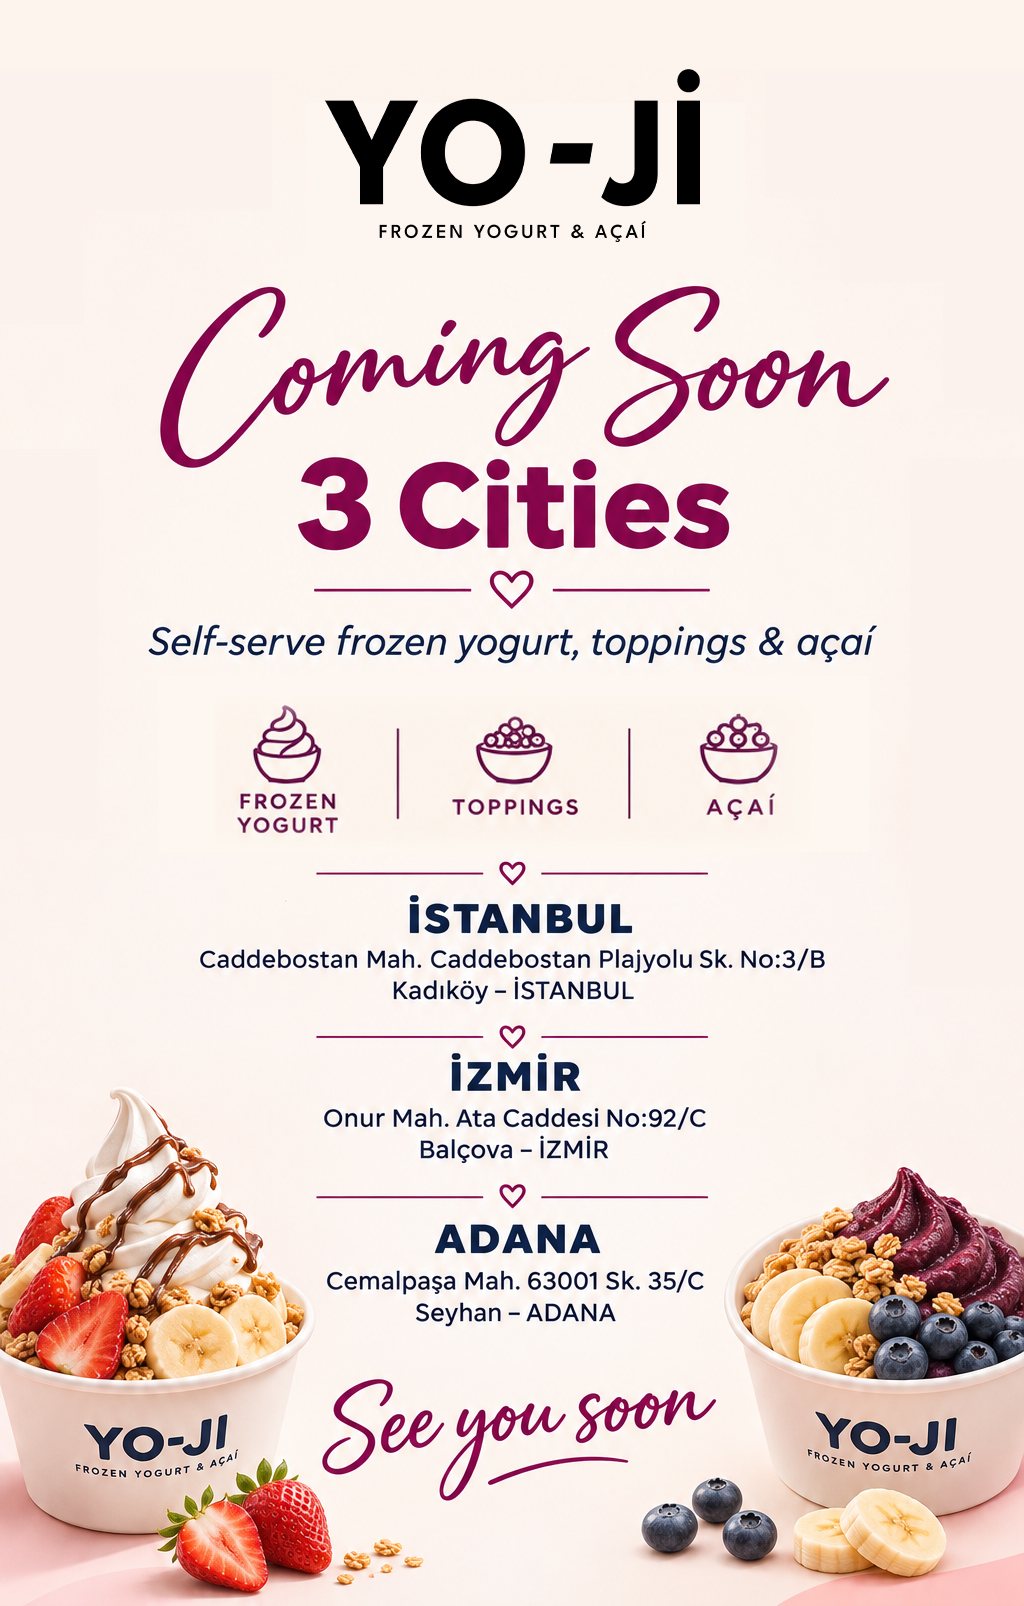 YO-Jİ
FROZEN YOGURT & AÇAÍ
Coming Soon
3 Cities
Self-serve frozen yogurt, toppings & açaí
FROZEN
YOGURT
TOPPINGS
AÇAÍ
İSTANBUL
Caddebostan Mah. Caddebostan Plajyolu Sk. No:3/B
Kadıköy – İSTANBUL
İZMİR
Onur Mah. Ata Caddesi No:92/C
Balçova – İZMİR
ADANA
Cemalpaşa Mah. 63001 Sk. 35/C
Seyhan – ADANA
See you soon
YO-JI
FROZEN YOGURT & AÇAÍ
YO-JI
FROZEN YOGURT & AÇAÍ